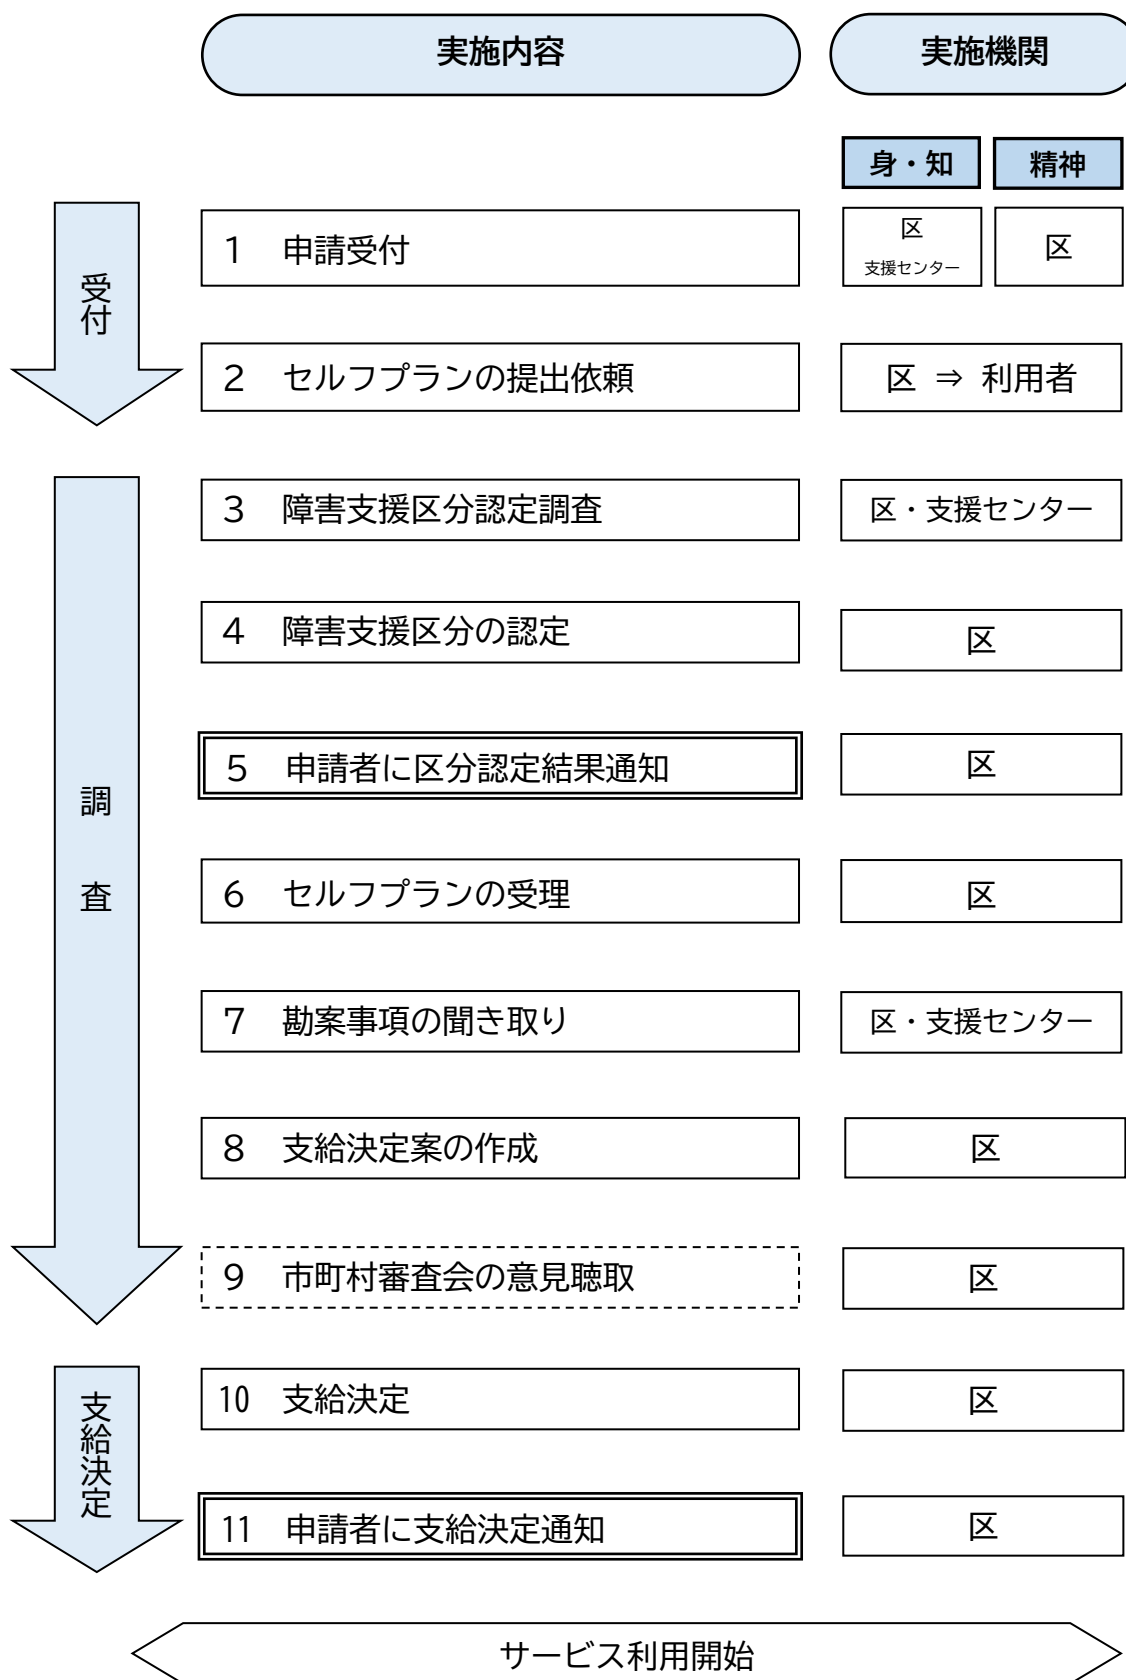 実施内容
実施機関
身・知
精神
受付
1 申請受付
区
支援センター
区
2 セルフプランの提出依頼
区 ⇒ 利用者
調査
3 障害支援区分認定調査
区・支援センター
4 障害支援区分の認定
区
5 申請者に区分認定結果通知
区
6 セルフプランの受理
区
7 勘案事項の聞き取り
区・支援センター
8 支給決定案の作成
区
9 市町村審査会の意見聴取
区
支給決定
10 支給決定
区
11 申請者に支給決定通知
区
サービス利用開始